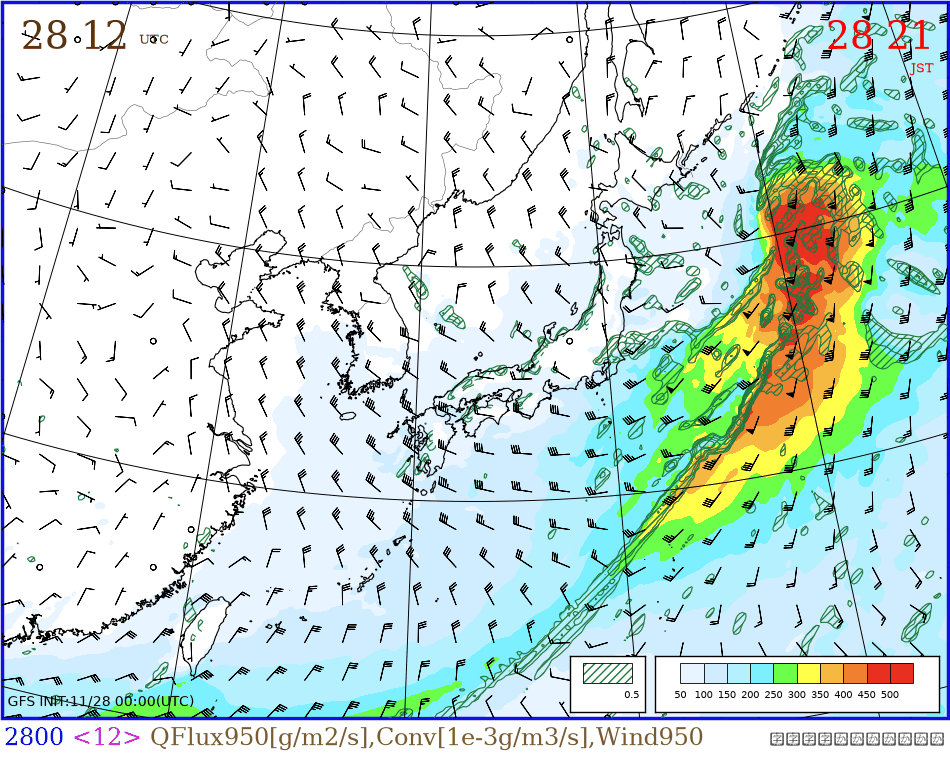 28 12 UTC
28 21
JST
0.5
50 100 150 200 250 300 350 400 450 500
GFS INIT:11/28 00:00(UTC)
2800 <12> QFlux950[g/m2/s],Conv[1e-3g/m3/s],Wind950